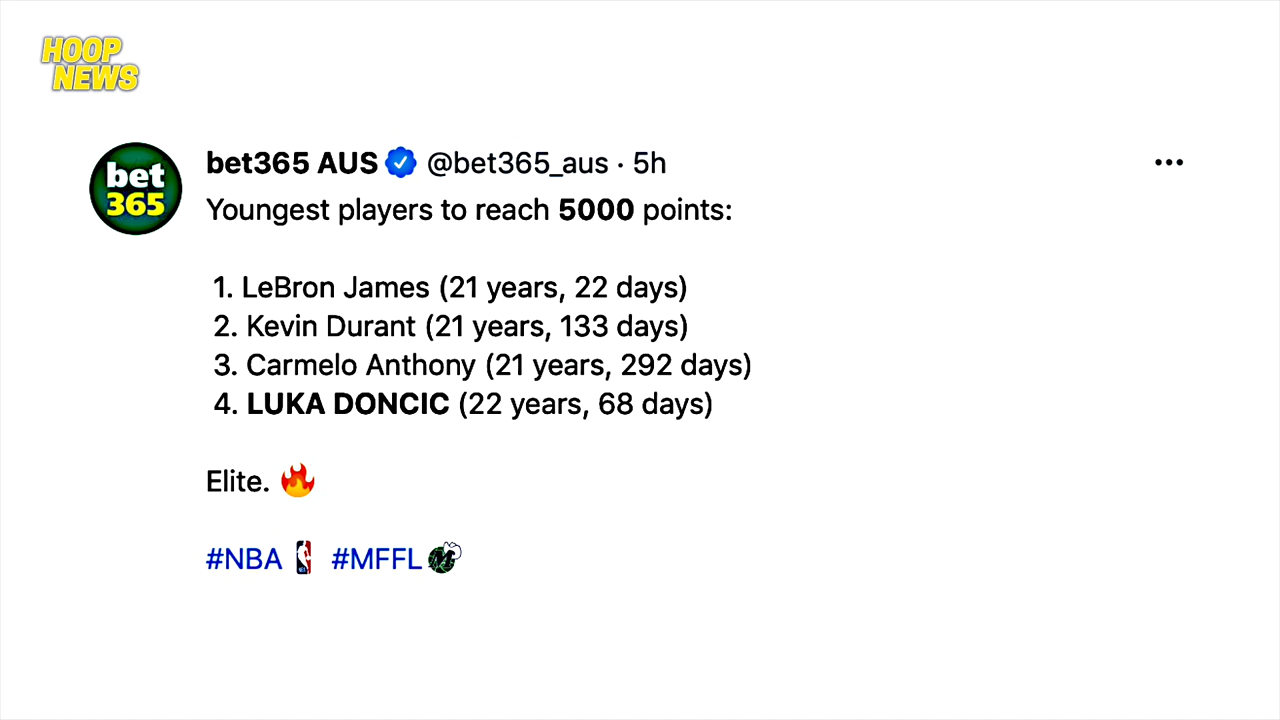 HOOP
NEWS
bet
365
bet365 AUS @bet365_aus · 5h
Youngest players to reach 5000 points:
1. LeBron James (21 years, 22 days)
2. Kevin Durant (21 years, 133 days)
3. Carmelo Anthony (21 years, 292 days)
4. LUKA DONCIC (22 years, 68 days)
Elite. 🔥
#NBA #MFFL